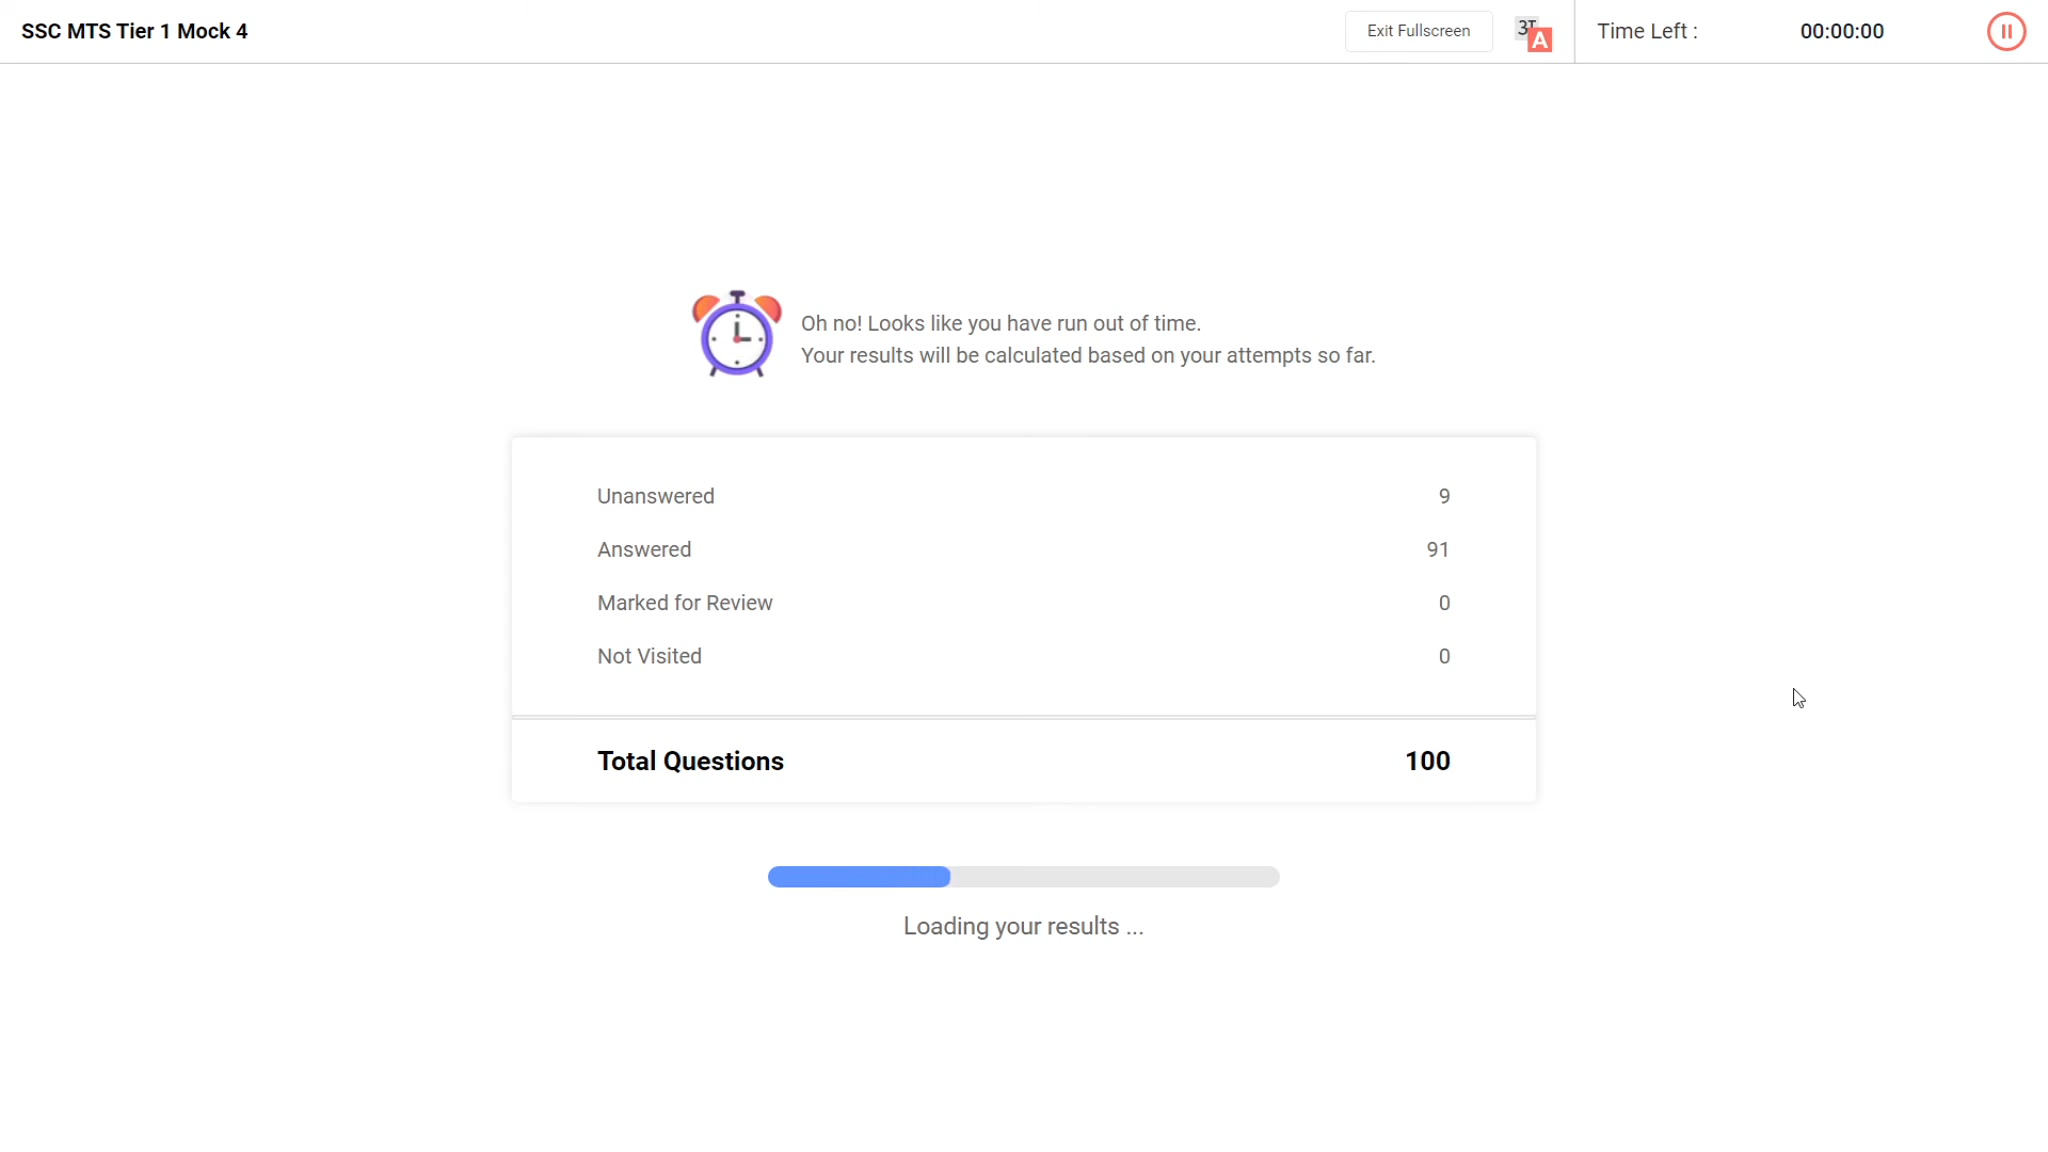 SSC MTS Tier 1 Mock 4
Exit Fullscreen
अ
A
Time Left :
00:00:00
Oh no! Looks like you have run out of time.
Your results will be calculated based on your attempts so far.
Unanswered 9
Answered 91
Marked for Review 0
Not Visited 0
Total Questions 100
Loading your results ...